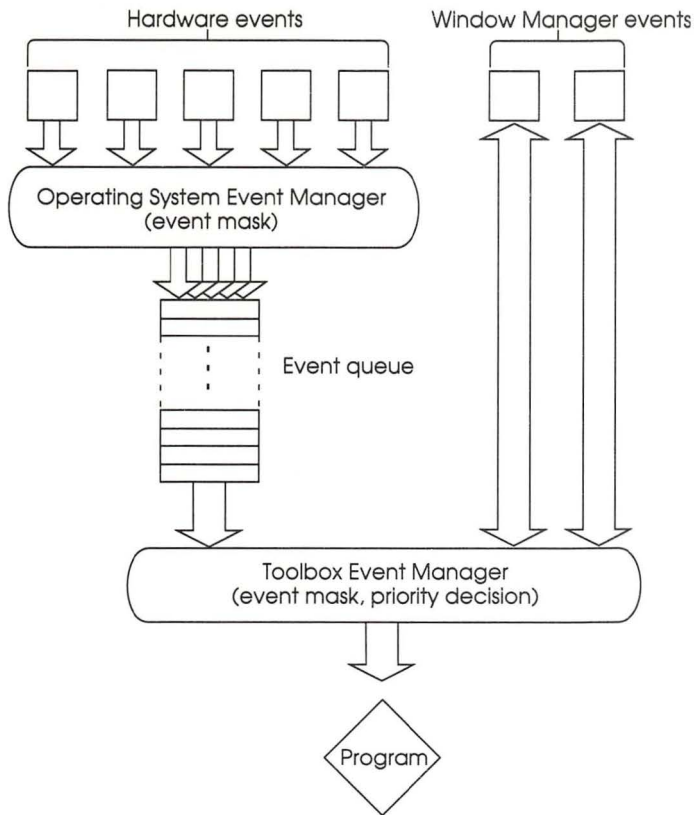 Hardware events
Window Manager events
Operating System Event Manager
(event mask)
Event queue
Toolbox Event Manager
(event mask, priority decision)
Program